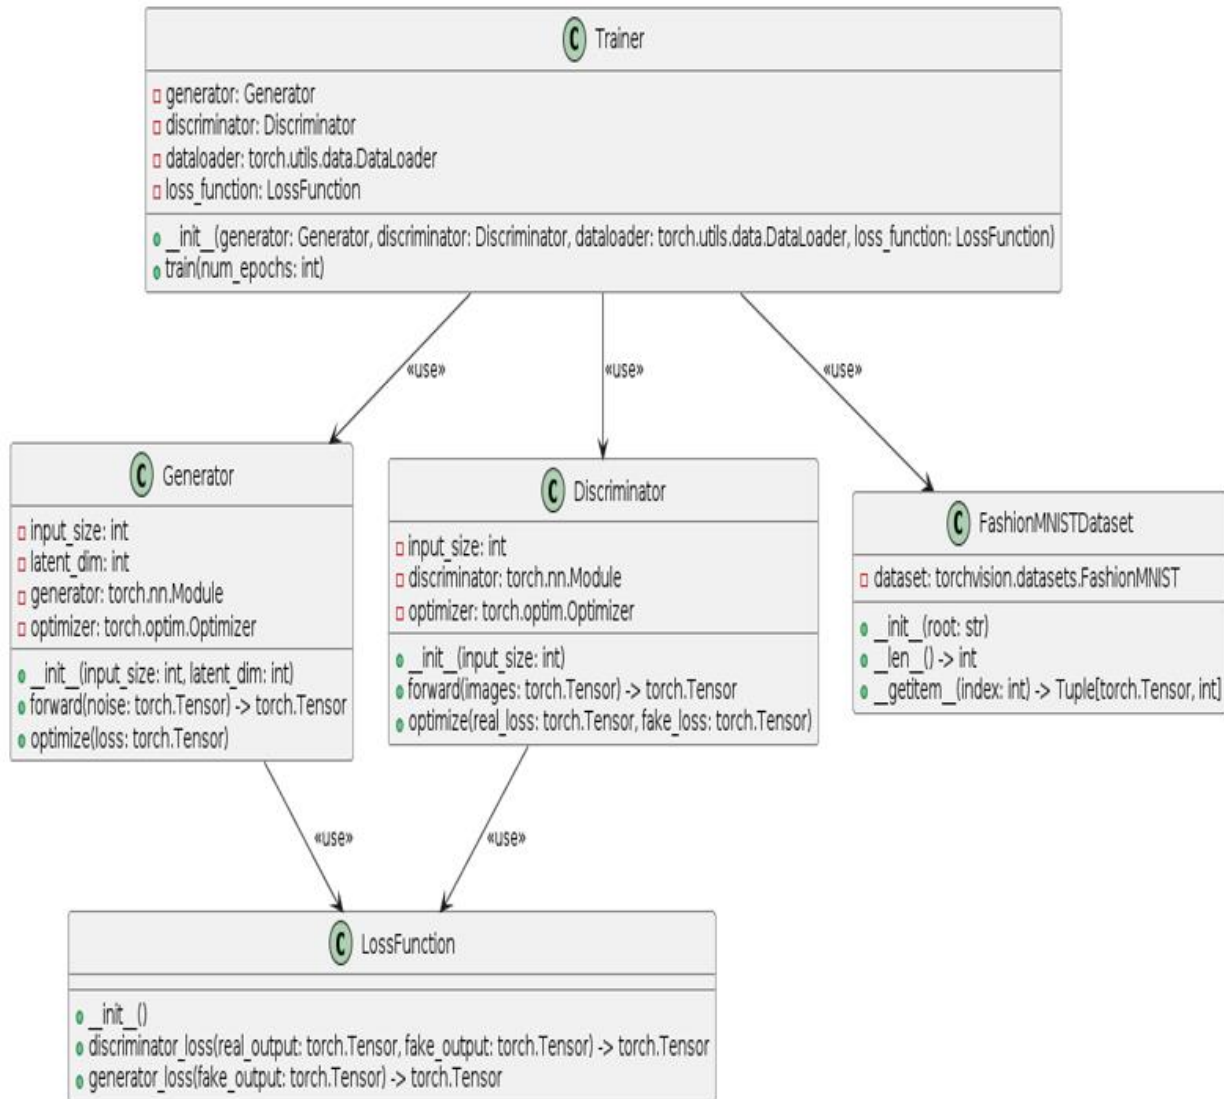 C Trainer
generator: Generator
discriminator: Discriminator
dataloader: torch.utils.data.DataLoader
loss_function: LossFunction
__init__(generator: Generator, discriminator: Discriminator, dataloader: torch.utils.data.DataLoader, loss_function: LossFunction)
train(num_epochs: int)
«use»
«use»
«use»
C Generator
input_size: int
latent_dim: int
generator: torch.nn.Module
optimizer: torch.optim.Optimizer
__init__(input_size: int, latent_dim: int)
forward(noise: torch.Tensor) -> torch.Tensor
optimize(loss: torch.Tensor)
C Discriminator
input_size: int
discriminator: torch.nn.Module
optimizer: torch.optim.Optimizer
__init__(input_size: int)
forward(images: torch.Tensor) -> torch.Tensor
optimize(real_loss: torch.Tensor, fake_loss: torch.Tensor)
C FashionMNISTDataset
dataset: torchvision.datasets.FashionMNIST
__init__(root: str)
__len__() -> int
__getitem__(index: int) -> Tuple[torch.Tensor, int]
«use»
«use»
C LossFunction
__init__()
discriminator_loss(real_output: torch.Tensor, fake_output: torch.Tensor) -> torch.Tensor
generator_loss(fake_output: torch.Tensor) -> torch.Tensor